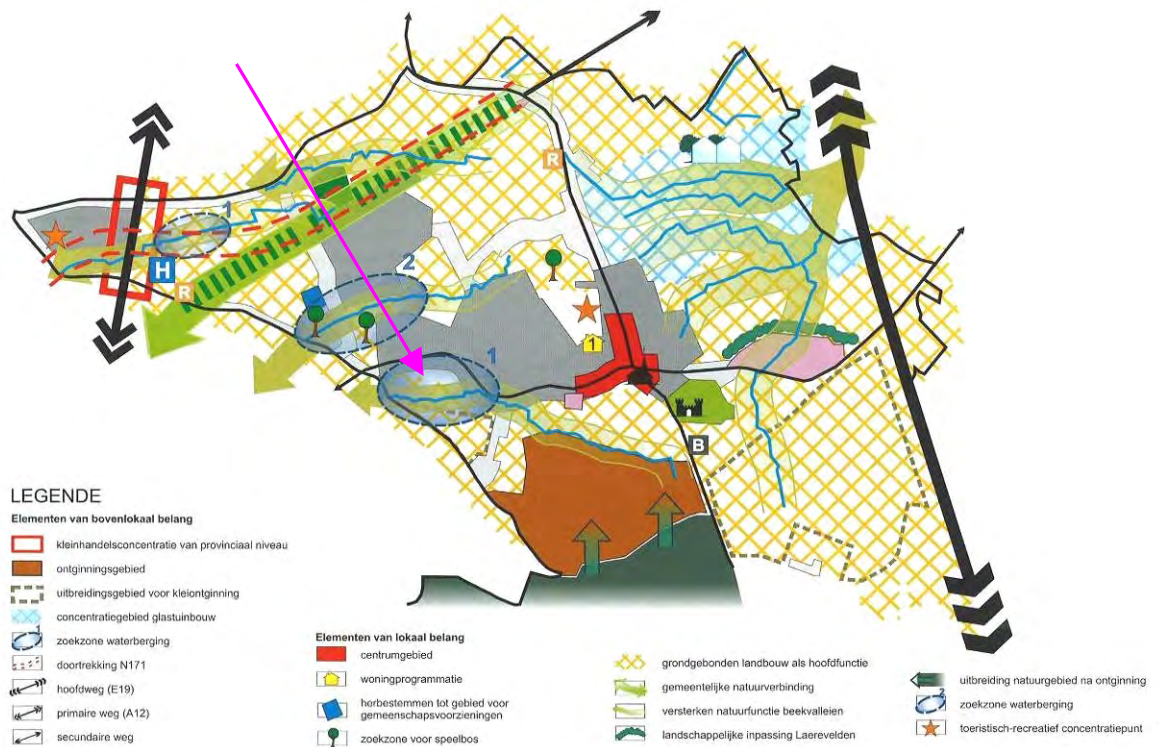 R
1
H
R
2
1
1
B
LEGENDE
Elementen van bovenlokaal belang
kleinhandelsconcentratie van provinciaal niveau
ontginningsgebied
uitbreidingsgebied voor kleiontginning
concentratiegebied glastuinbouw
1
zoekzone waterberging
doortrekking N171
hoofdweg (E19)
primaire weg (A12)
secundaire weg
Elementen van lokaal belang
centrumgebied
woningprogrammatie
herbestemmen tot gebied voor
gemeenschapsvoorzieningen
zoekzone voor speelbos
grondgebonden landbouw als hoofdfunctie
gemeentelijke natuurverbinding
versterken natuurfunctie beekvalleien
landschappelijke inpassing Laerevelden
uitbreiding natuurgebied na ontginning
2
zoekzone waterberging
toeristisch-recreatief concentratiepunt